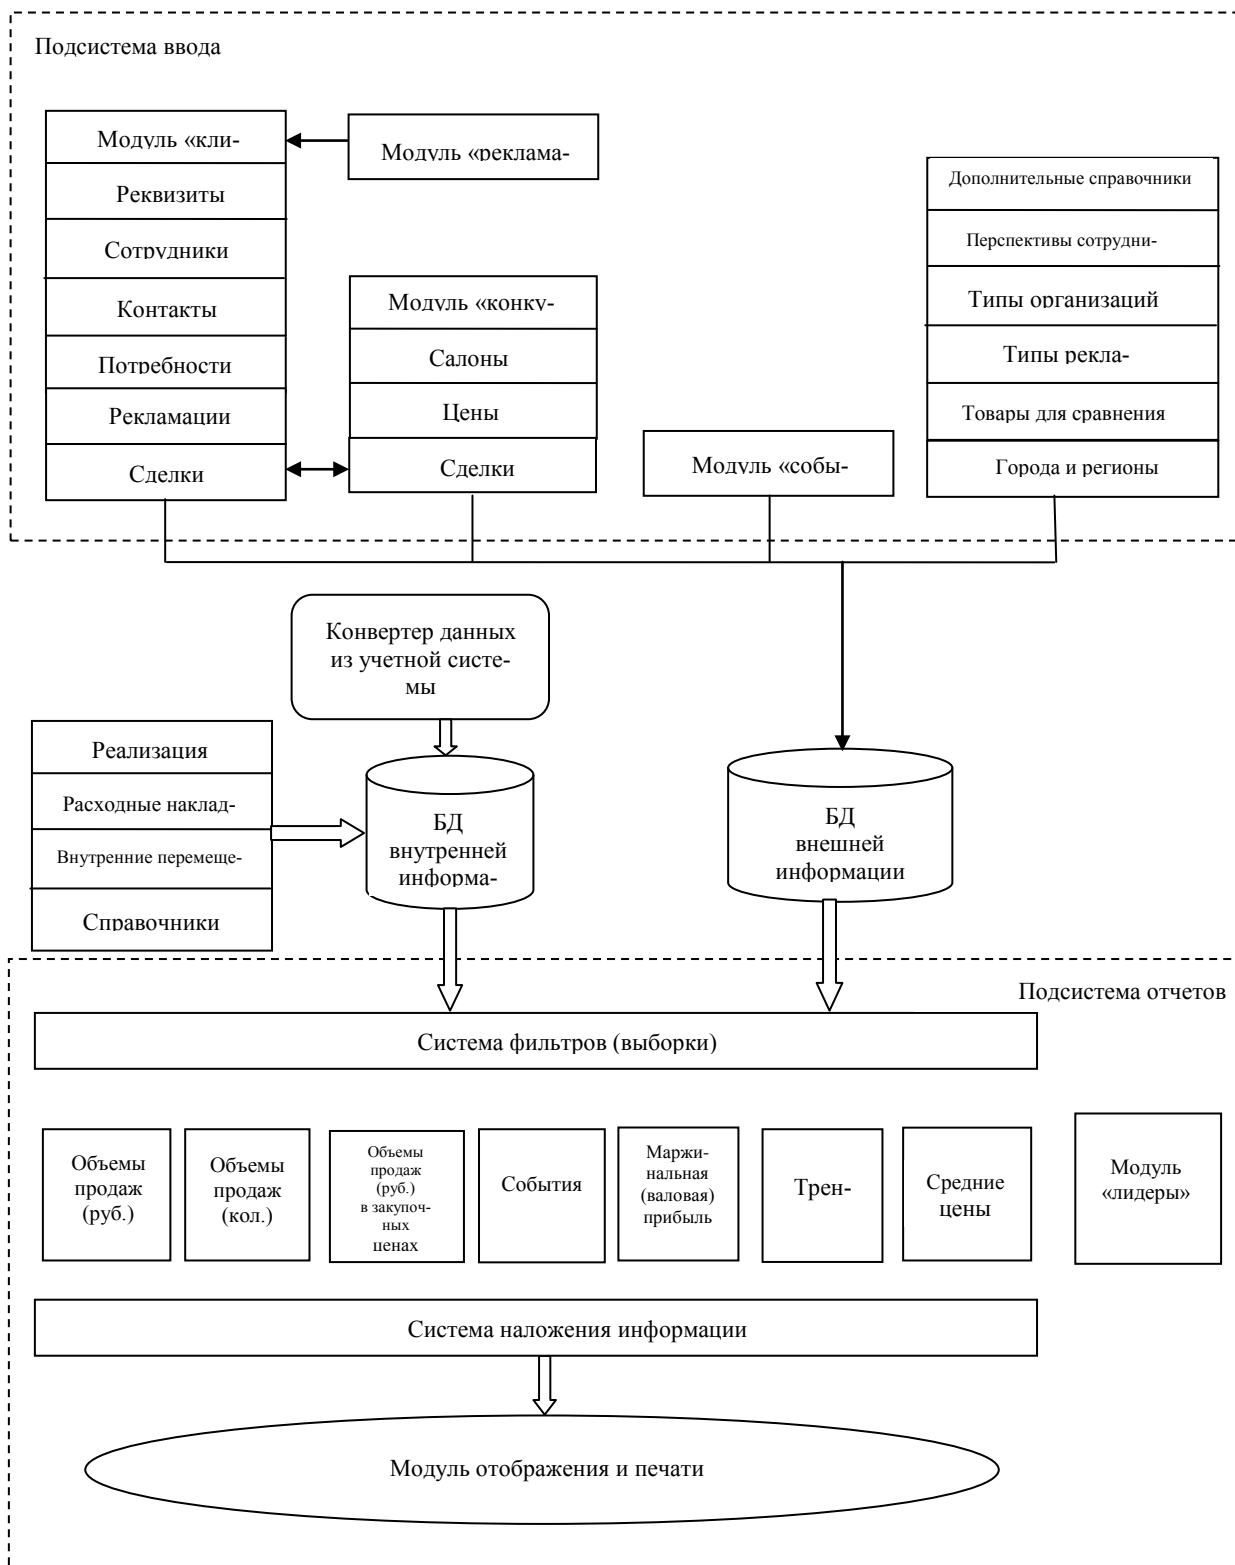 Подсистема ввода
Модуль «кли-
Реквизиты
Сотрудники
Контакты
Потребности
Рекламации
Сделки
Модуль «реклама-
Модуль «конку-
Салоны
Цены
Сделки
Модуль «собы-
Дополнительные справочники
Перспективы сотрудни-
Типы организаций
Типы рекла-
Товары для сравнения
Города и регионы
Конвертер данных
из учетной систе-
мы
Реализация
Расходные наклад-
Внутренние перемеще-
Справочники
БД
внутренней
информа-
БД
внешней
информации
Подсистема отчетов
Система фильтров (выборки)
Объемы
продаж
(руб.)
Объемы
продаж
(кол.)
Объемы
продаж
(руб.)
в закупоч-
ных
ценах
События
Маржи-
нальная
(валовая)
прибыль
Трен-
Средние
цены
Модуль
«лидеры»
Система наложения информации
Модуль отображения и печати